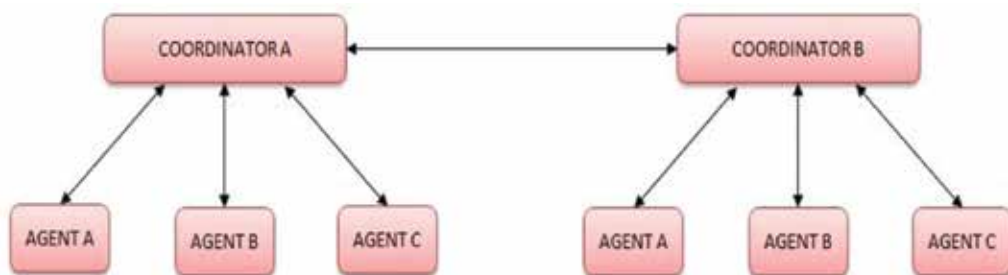 COORDINATOR A
COORDINATOR B
AGENT A
AGENT B
AGENT C
AGENT A
AGENT B
AGENT C